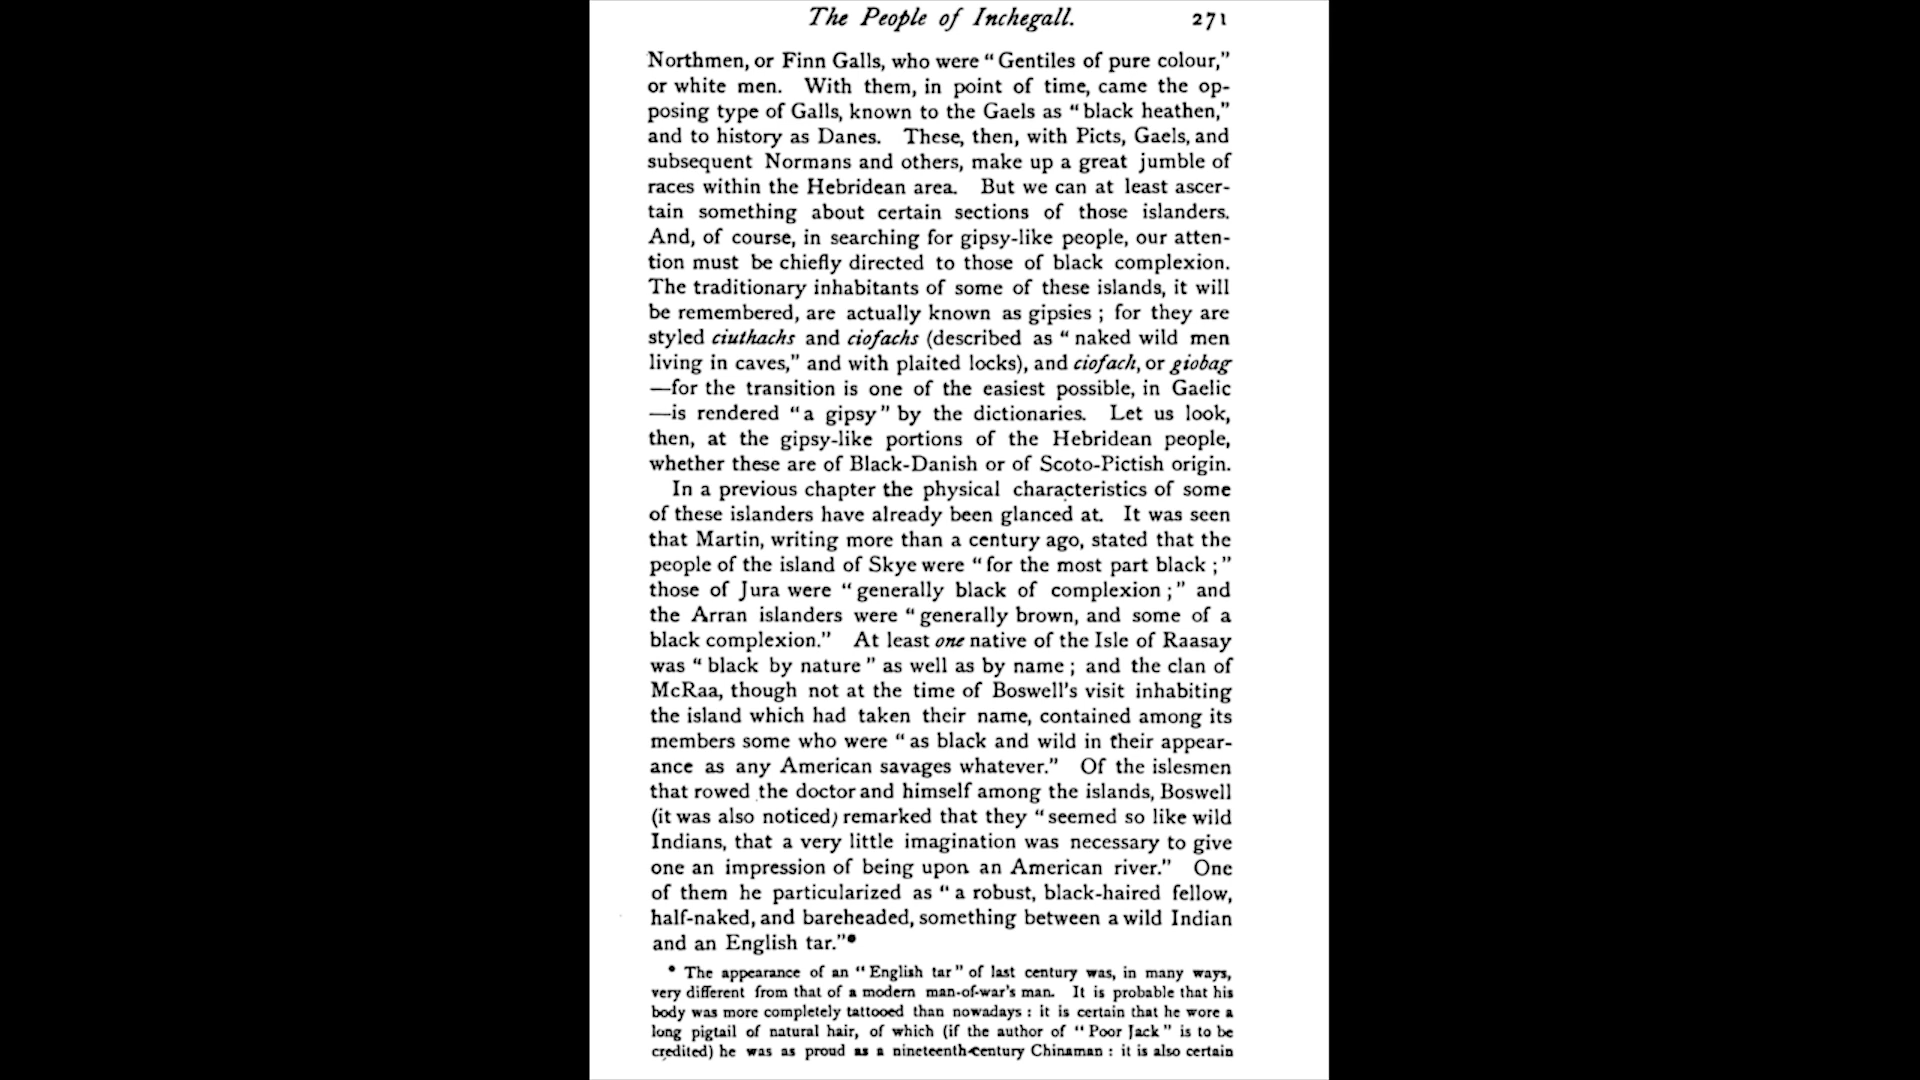 The People of Inchegall.
271
Northmen, or Finn Galls, who were “ Gentiles of pure colour,”
or white men. With them, in point of time, came the op-
posing type of Galls, known to the Gaels as “ black heathen,”
and to history as Danes. These, then, with Picts, Gaels, and
subsequent Normans and others, make up a great jumble of
races within the Hebridean area. But we can at least ascer-
tain something about certain sections of those islanders.
And, of course, in searching for gipsy-like people, our atten-
tion must be chiefly directed to those of black complexion.
The traditionary inhabitants of some of these islands, it will
be remembered, are actually known as gipsies ; for they are
styled ciuthachs and ciofachs (described as “ naked wild men
living in caves,” and with plaited locks), and ciofach, or giobag
—for the transition is one of the easiest possible, in Gaelic
—is rendered “a gipsy” by the dictionaries. Let us look,
then, at the gipsy-like portions of the Hebridean people,
whether these are of Black-Danish or of Scoto-Pictish origin.
In a previous chapter the physical characteristics of some
of these islanders have already been glanced at. It was seen
that Martin, writing more than a century ago, stated that the
people of the island of Skye were “ for the most part black ; ”
those of Jura were “ generally black of complexion ; ” and
the Arran islanders were “ generally brown, and some of a
black complexion.” At least one native of the Isle of Raasay
was “ black by nature ” as well as by name ; and the clan of
McRaa, though not at the time of Boswell's visit inhabiting
the island which had taken their name, contained among its
members some who were “ as black and wild in their appear-
ance as any American savages whatever.” Of the islesmen
that rowed the doctor and himself among the islands, Boswell
(it was also noticed) remarked that they “ seemed so like wild
Indians, that a very little imagination was necessary to give
one an impression of being upon an American river.” One
of them he particularized as “ a robust, black-haired fellow,
half-naked, and bareheaded, something between a wild Indian
and an English tar.”*
* The appearance of an “ English tar ” of last century was, in many ways,
very different from that of a modern man-of-war's man. It is probable that his
body was more completely tattooed than nowadays : it is certain that he wore a
long pigtail of natural hair, of which (if the author of “ Poor Jack ” is to be
credited) he was as proud as a nineteenth-century Chinaman : it is also certain